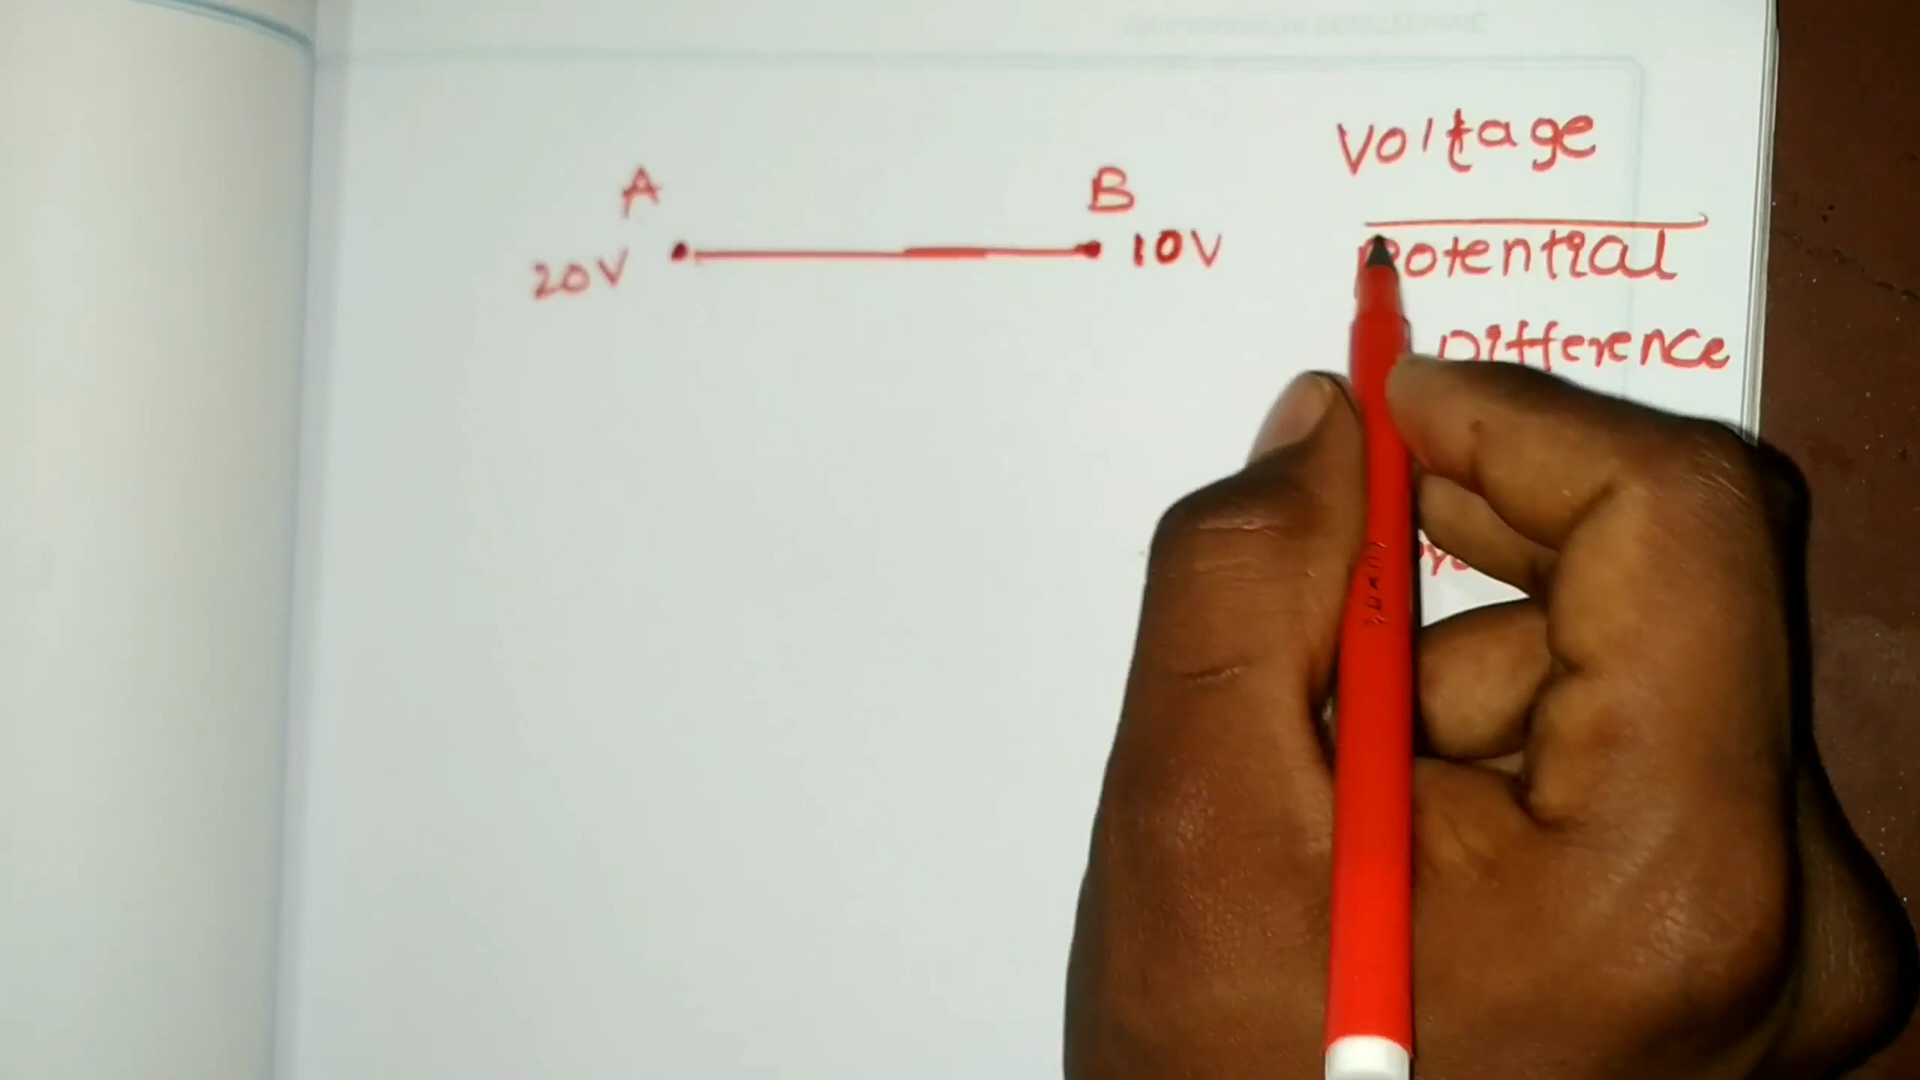 Voltage
A B
20V 10V
Potential
Difference